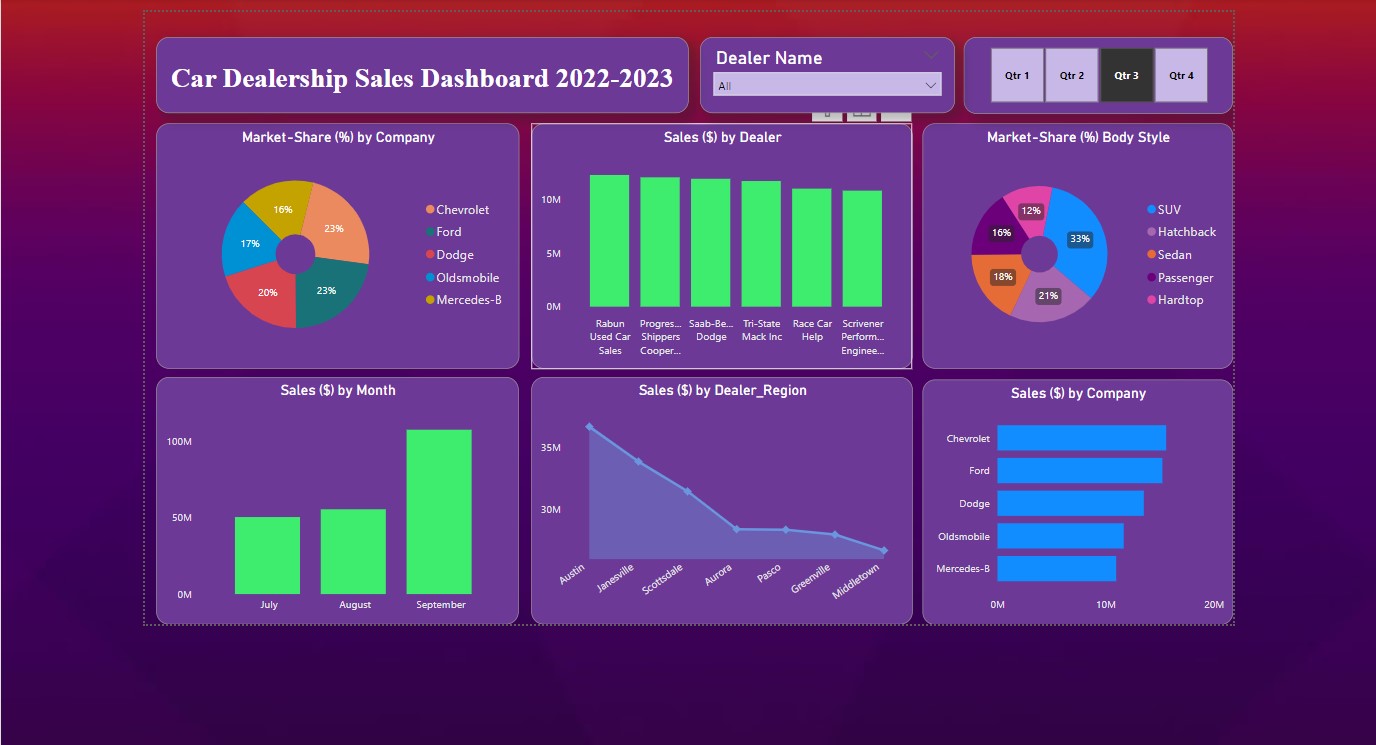 Car Dealership Sales Dashboard 2022-2023
Dealer Name
All
Qtr 1
Qtr 2
Qtr 3
Qtr 4
Market-Share (%) by Company
16%
23%
17%
20%
23%
Chevrolet
Ford
Dodge
Oldsmobile
Mercedes-B
Sales ($) by Dealer
10M
5M
0M
Rabun
Used Car
Sales
Progres...
Shippers
Cooper...
Saab-Be...
Dodge
Tri-State
Mack Inc
Race Car
Help
Scrivener
Perform...
Enginee...
Market-Share (%) Body Style
12%
33%
16%
18%
21%
SUV
Hatchback
Sedan
Passenger
Hardtop
Sales ($) by Month
100M
50M
0M
July
August
September
Sales ($) by Dealer_Region
35M
30M
Austin
Janesville
Scottsdale
Aurora
Pasco
Greenville
Middletown
Sales ($) by Company
Chevrolet
Ford
Dodge
Oldsmobile
Mercedes-B
0M
10M
20M